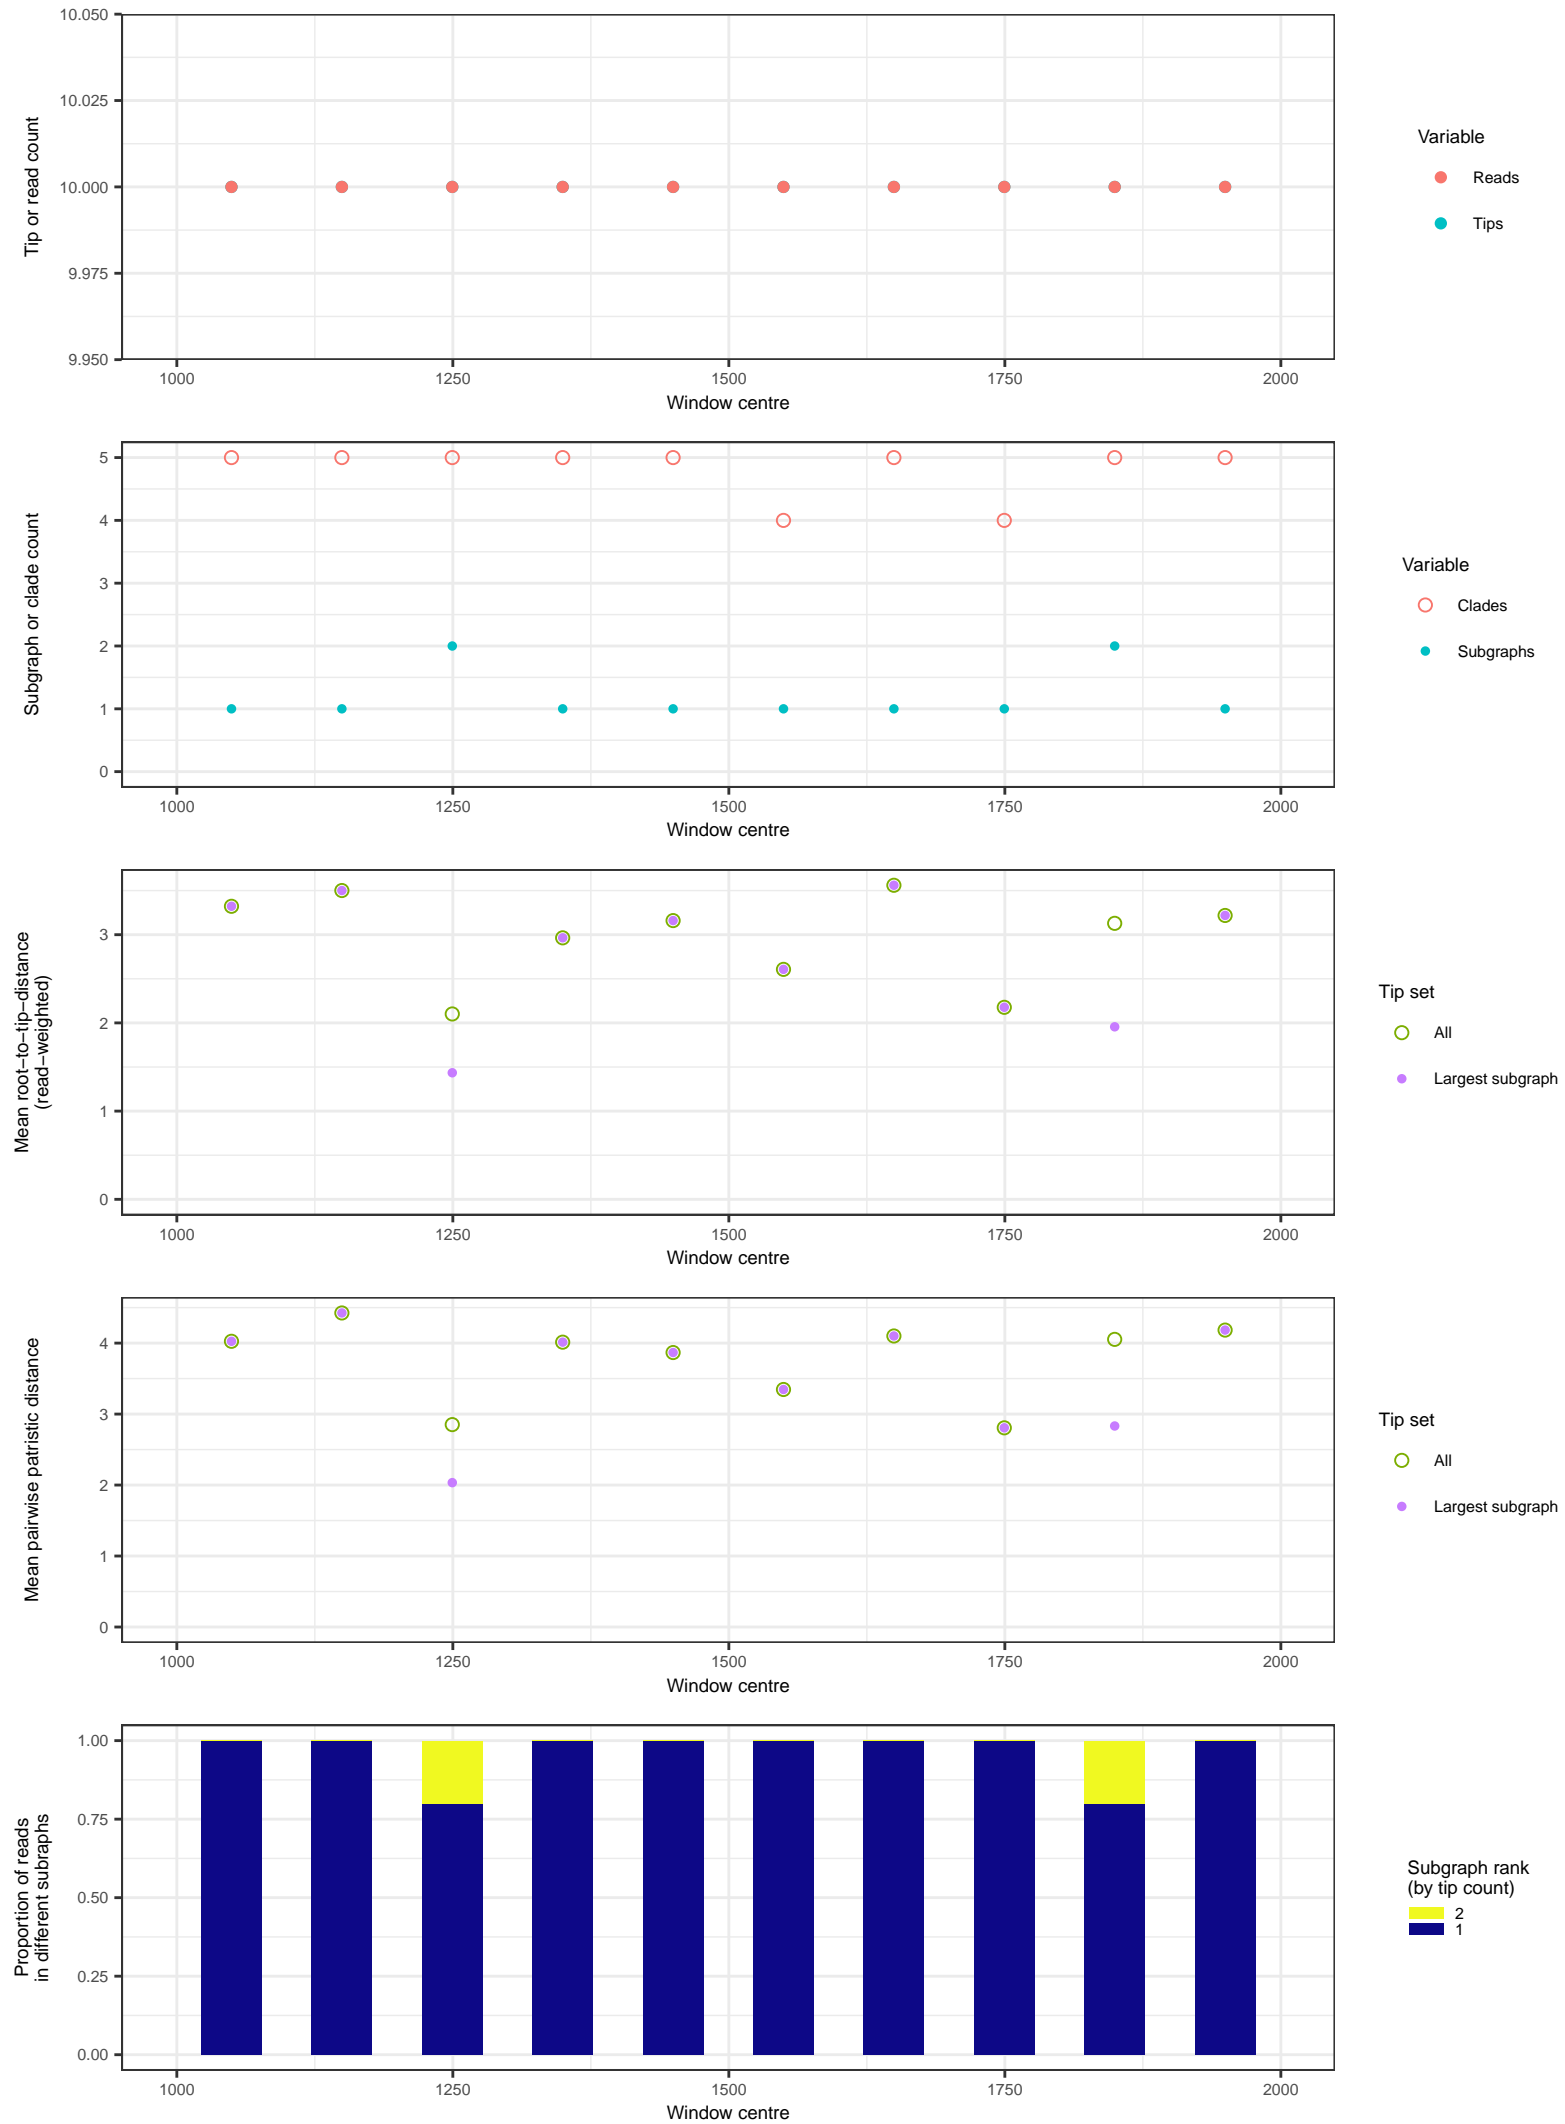 10.050
10.025
10.000
9.975
9.950
Tip or read count
1000 1250 1500 1750 2000
Window centre
Variable
Reads
Tips
5
4
3
2
1
0
Subgraph or clade count
1000 1250 1500 1750 2000
Window centre
Variable
Clades
Subgraphs
3
2
1
0
Mean root−to−tip−distance
(read−weighted)
1000 1250 1500 1750 2000
Window centre
Tip set
All
Largest subgraph
4
3
2
1
0
Mean pairwise patristic distance
1000 1250 1500 1750 2000
Window centre
Tip set
All
Largest subgraph
1.00
0.75
0.50
0.25
0.00
Proportion of reads
in different subraphs
1000 1250 1500 1750 2000
Window centre
Subgraph rank
(by tip count)
2
1